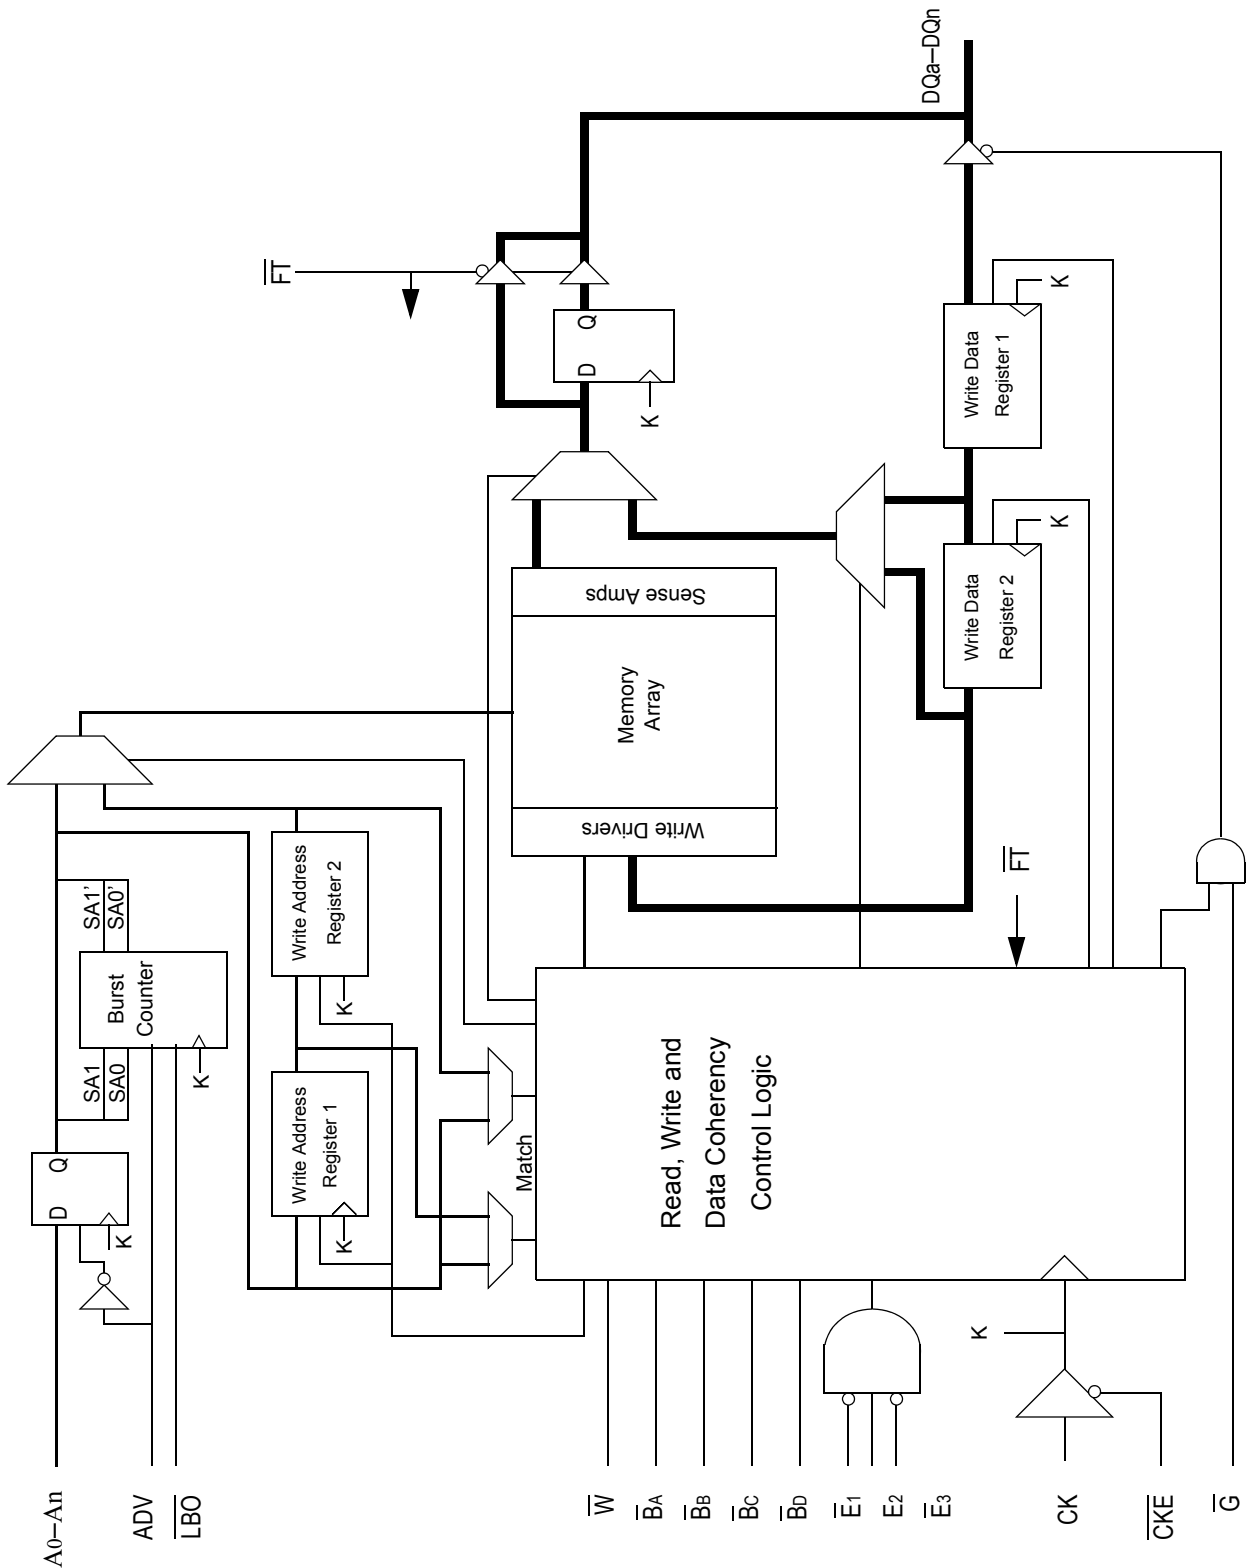 A0–An
ADV
LBO
W
BA
BB
BC
BD
E1
E2
E3
CK
CKE
G
D Q
K
SA1
SA0
Burst
Counter
SA1’
SA0’
K
Write Address
Register 1
K
Write Address
Register 2
K
Match
Read, Write and
Data Coherency
Control Logic
K
FT
Write Drivers
Memory
Array
Sense Amps
D Q
K
FT
Write Data
Register 2
K
Write Data
Register 1
K
DQa–DQn